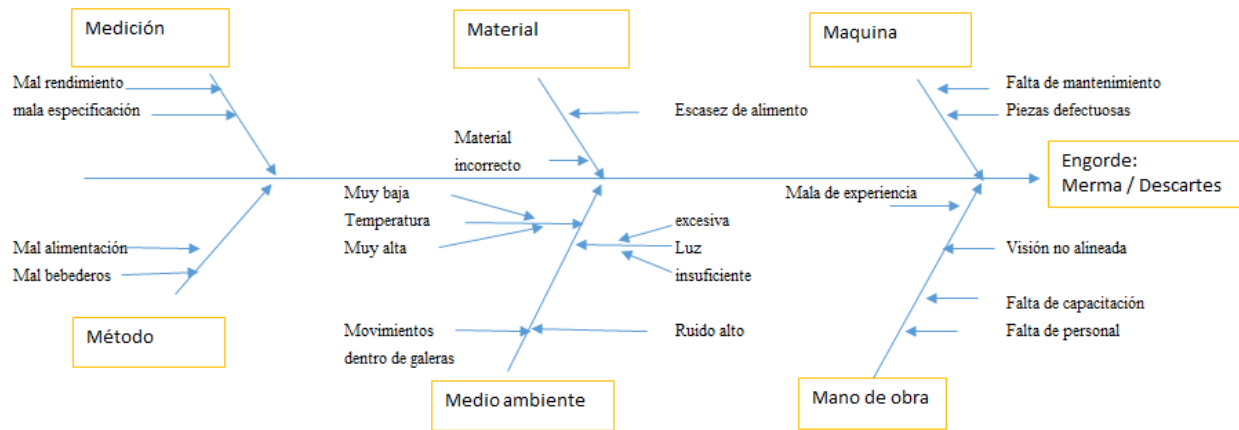 Medición
Material
Maquina
Mal rendimiento
mala especificación
Escasez de alimento
Material
incorrecto
Falta de mantenimiento
Piezas defectuosas
Engorde:
Merma / Descartes
Mal alimentación
Mal bebederos
Muy baja
Temperatura
Muy alta
excesiva
Luz
insuficiente
Movimientos
dentro de galeras
Ruido alto
Mala de experiencia
Visión no alineada
Falta de capacitación
Falta de personal
Método
Medio ambiente
Mano de obra